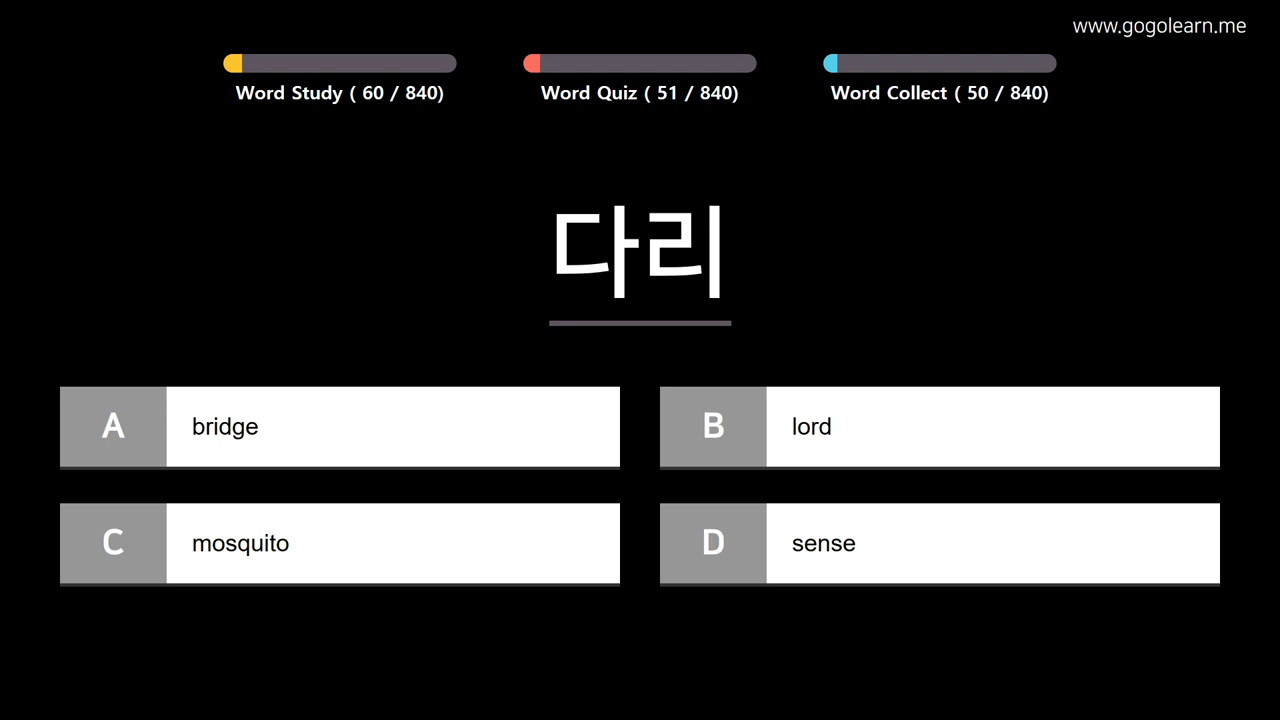 www.gogolearn.me
Word Study ( 60 / 840)
Word Quiz ( 51 / 840)
Word Collect ( 50 / 840)
다리
A bridge
B lord
C mosquito
D sense